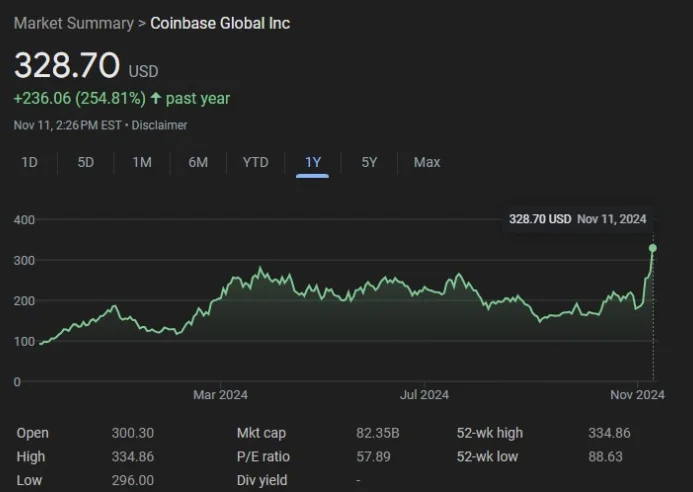 Market Summary > Coinbase Global Inc
328.70 USD
+236.06 (254.81%) ↑ past year
Nov 11, 2:26 PM EST • Disclaimer
1D 5D 1M 6M YTD 1Y 5Y Max
328.70 USD Nov 11, 2024
400
300
200
100
0
Mar 2024 Jul 2024 Nov 2024
Open 300.30 Mkt cap 82.35B 52-wk high 334.86
High 334.86 P/E ratio 57.89 52-wk low 88.63
Low 296.00 Div yield -